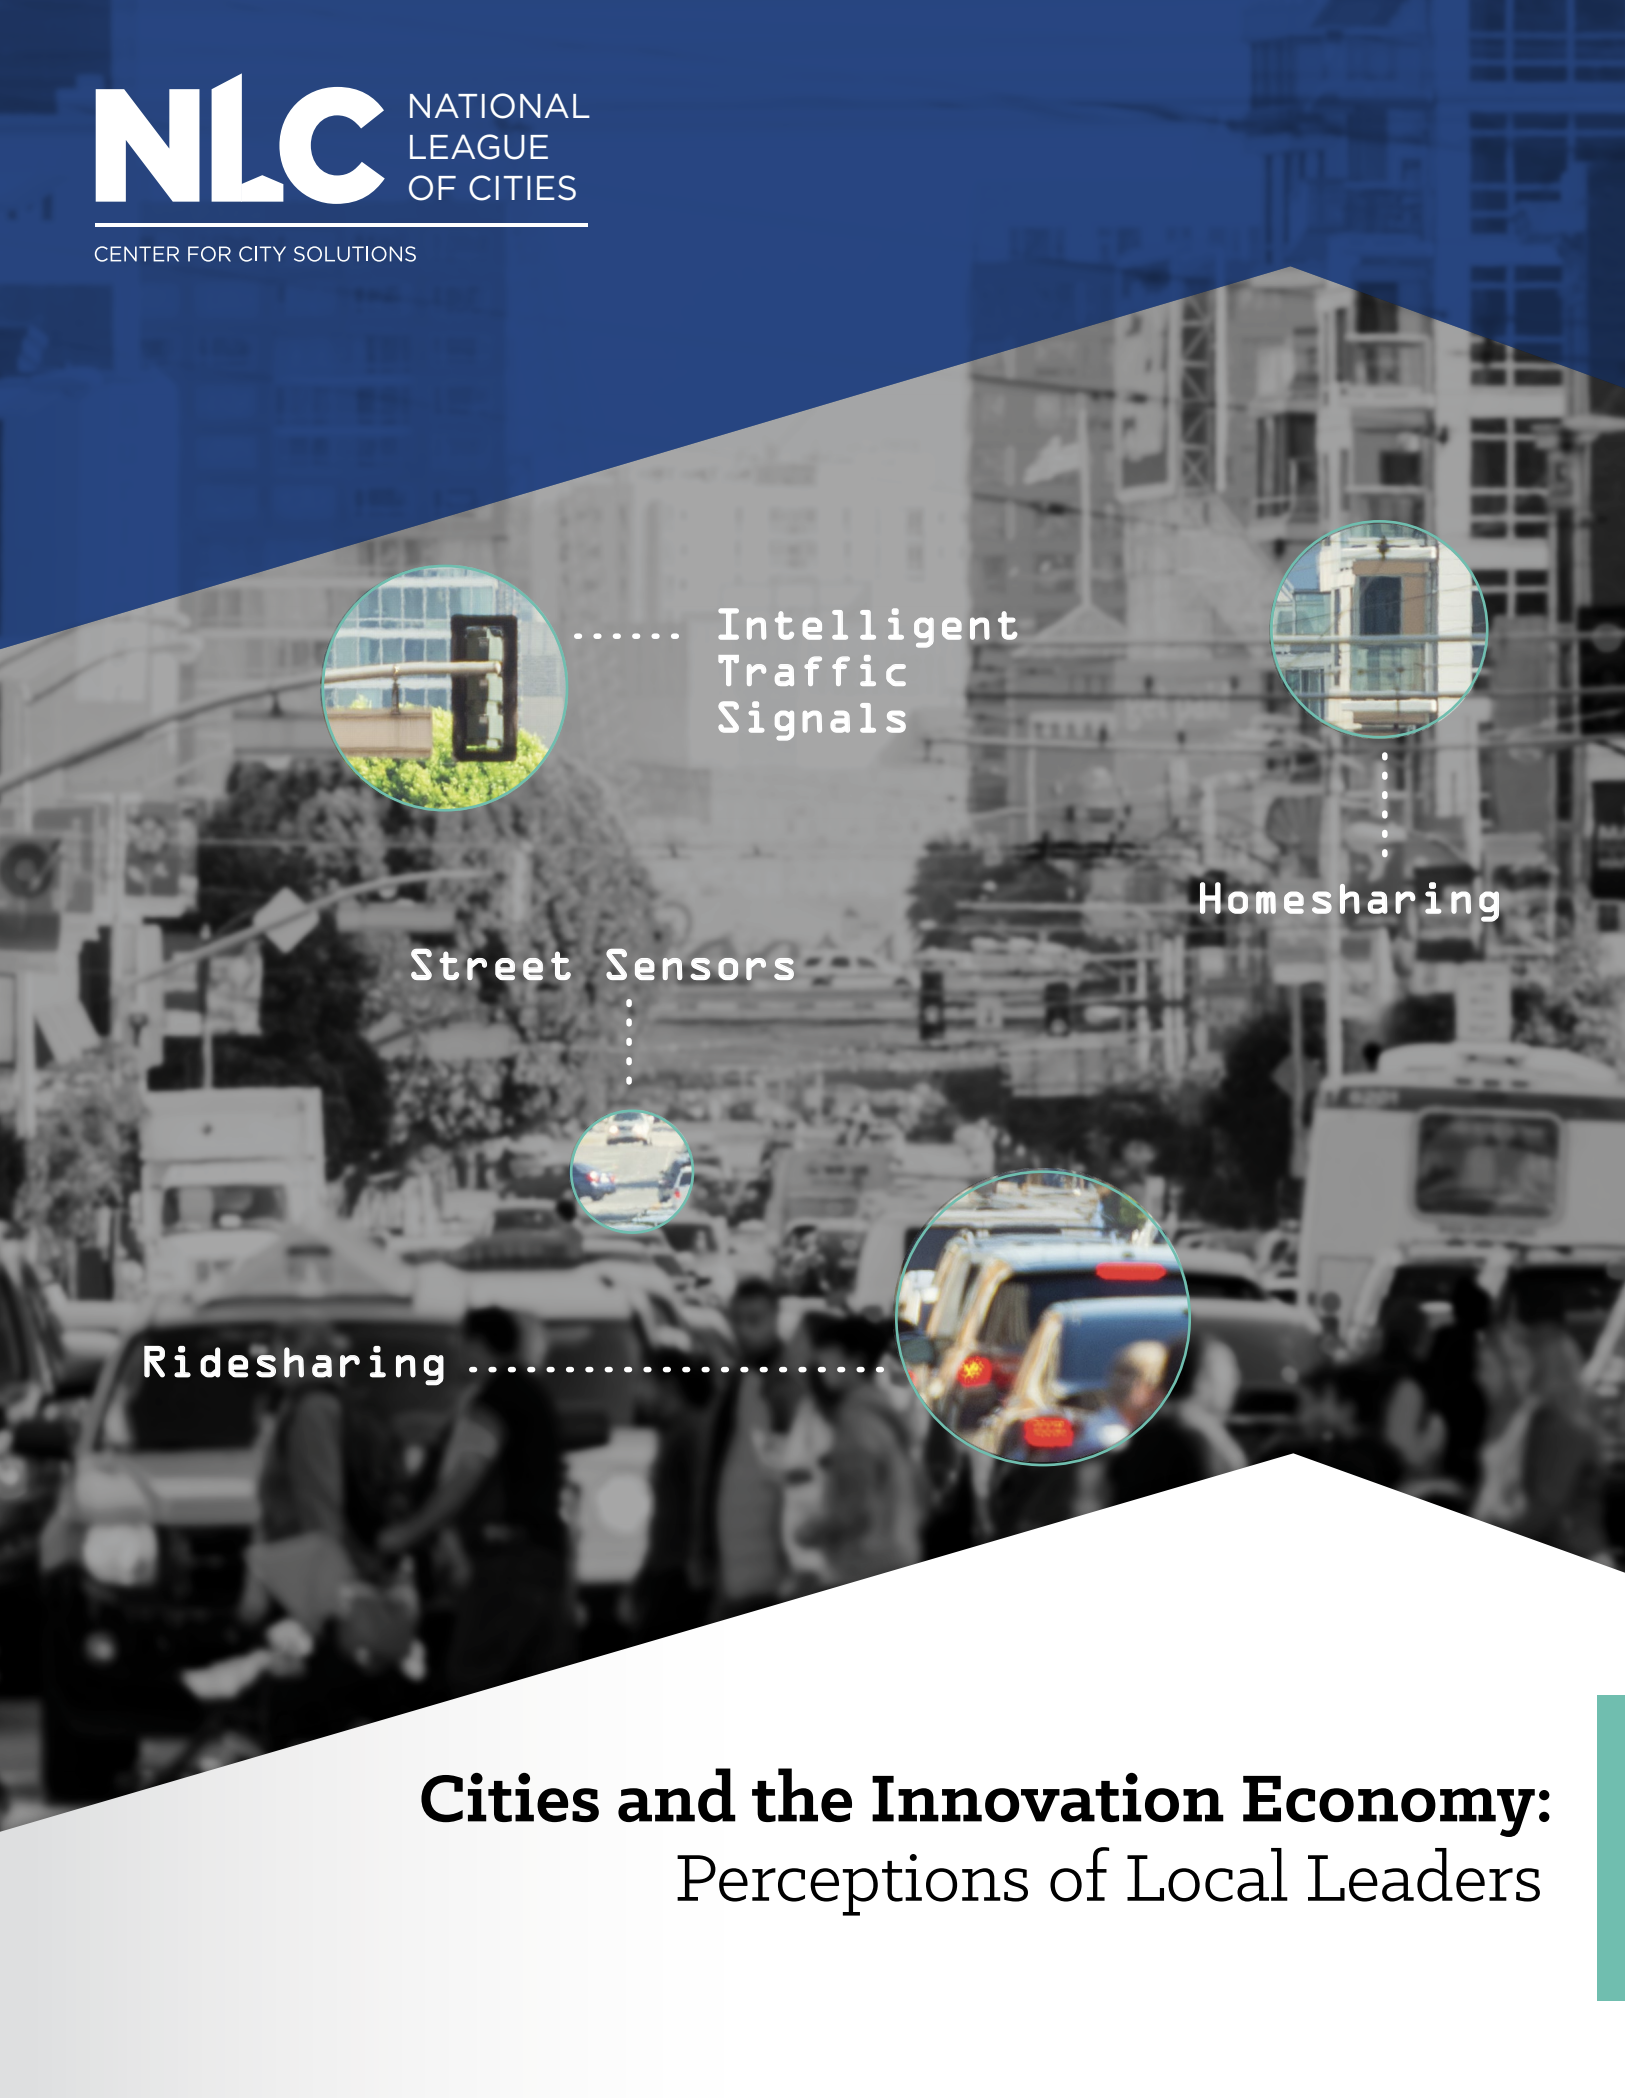 NLC
NATIONAL
LEAGUE
OF CITIES
CENTER FOR CITY SOLUTIONS
Intelligent
Traffic
Signals
Homesharing
Street Sensors
Ridesharing
Cities and the Innovation Economy:
Perceptions of Local Leaders